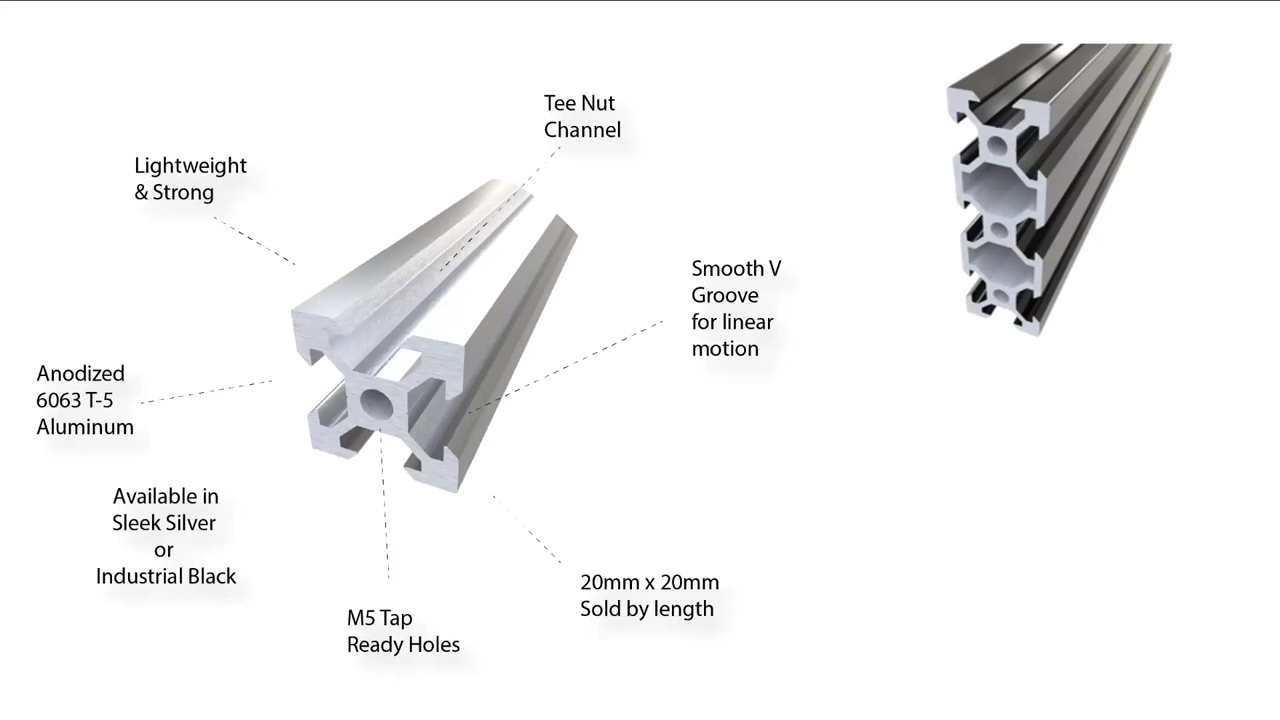 Tee Nut
Channel
Lightweight
& Strong
Smooth V
Groove
for linear
motion
Anodized
6063 T-5
Aluminum
Available in
Sleek Silver
or
Industrial Black
20mm x 20mm
Sold by length
M5 Tap
Ready Holes